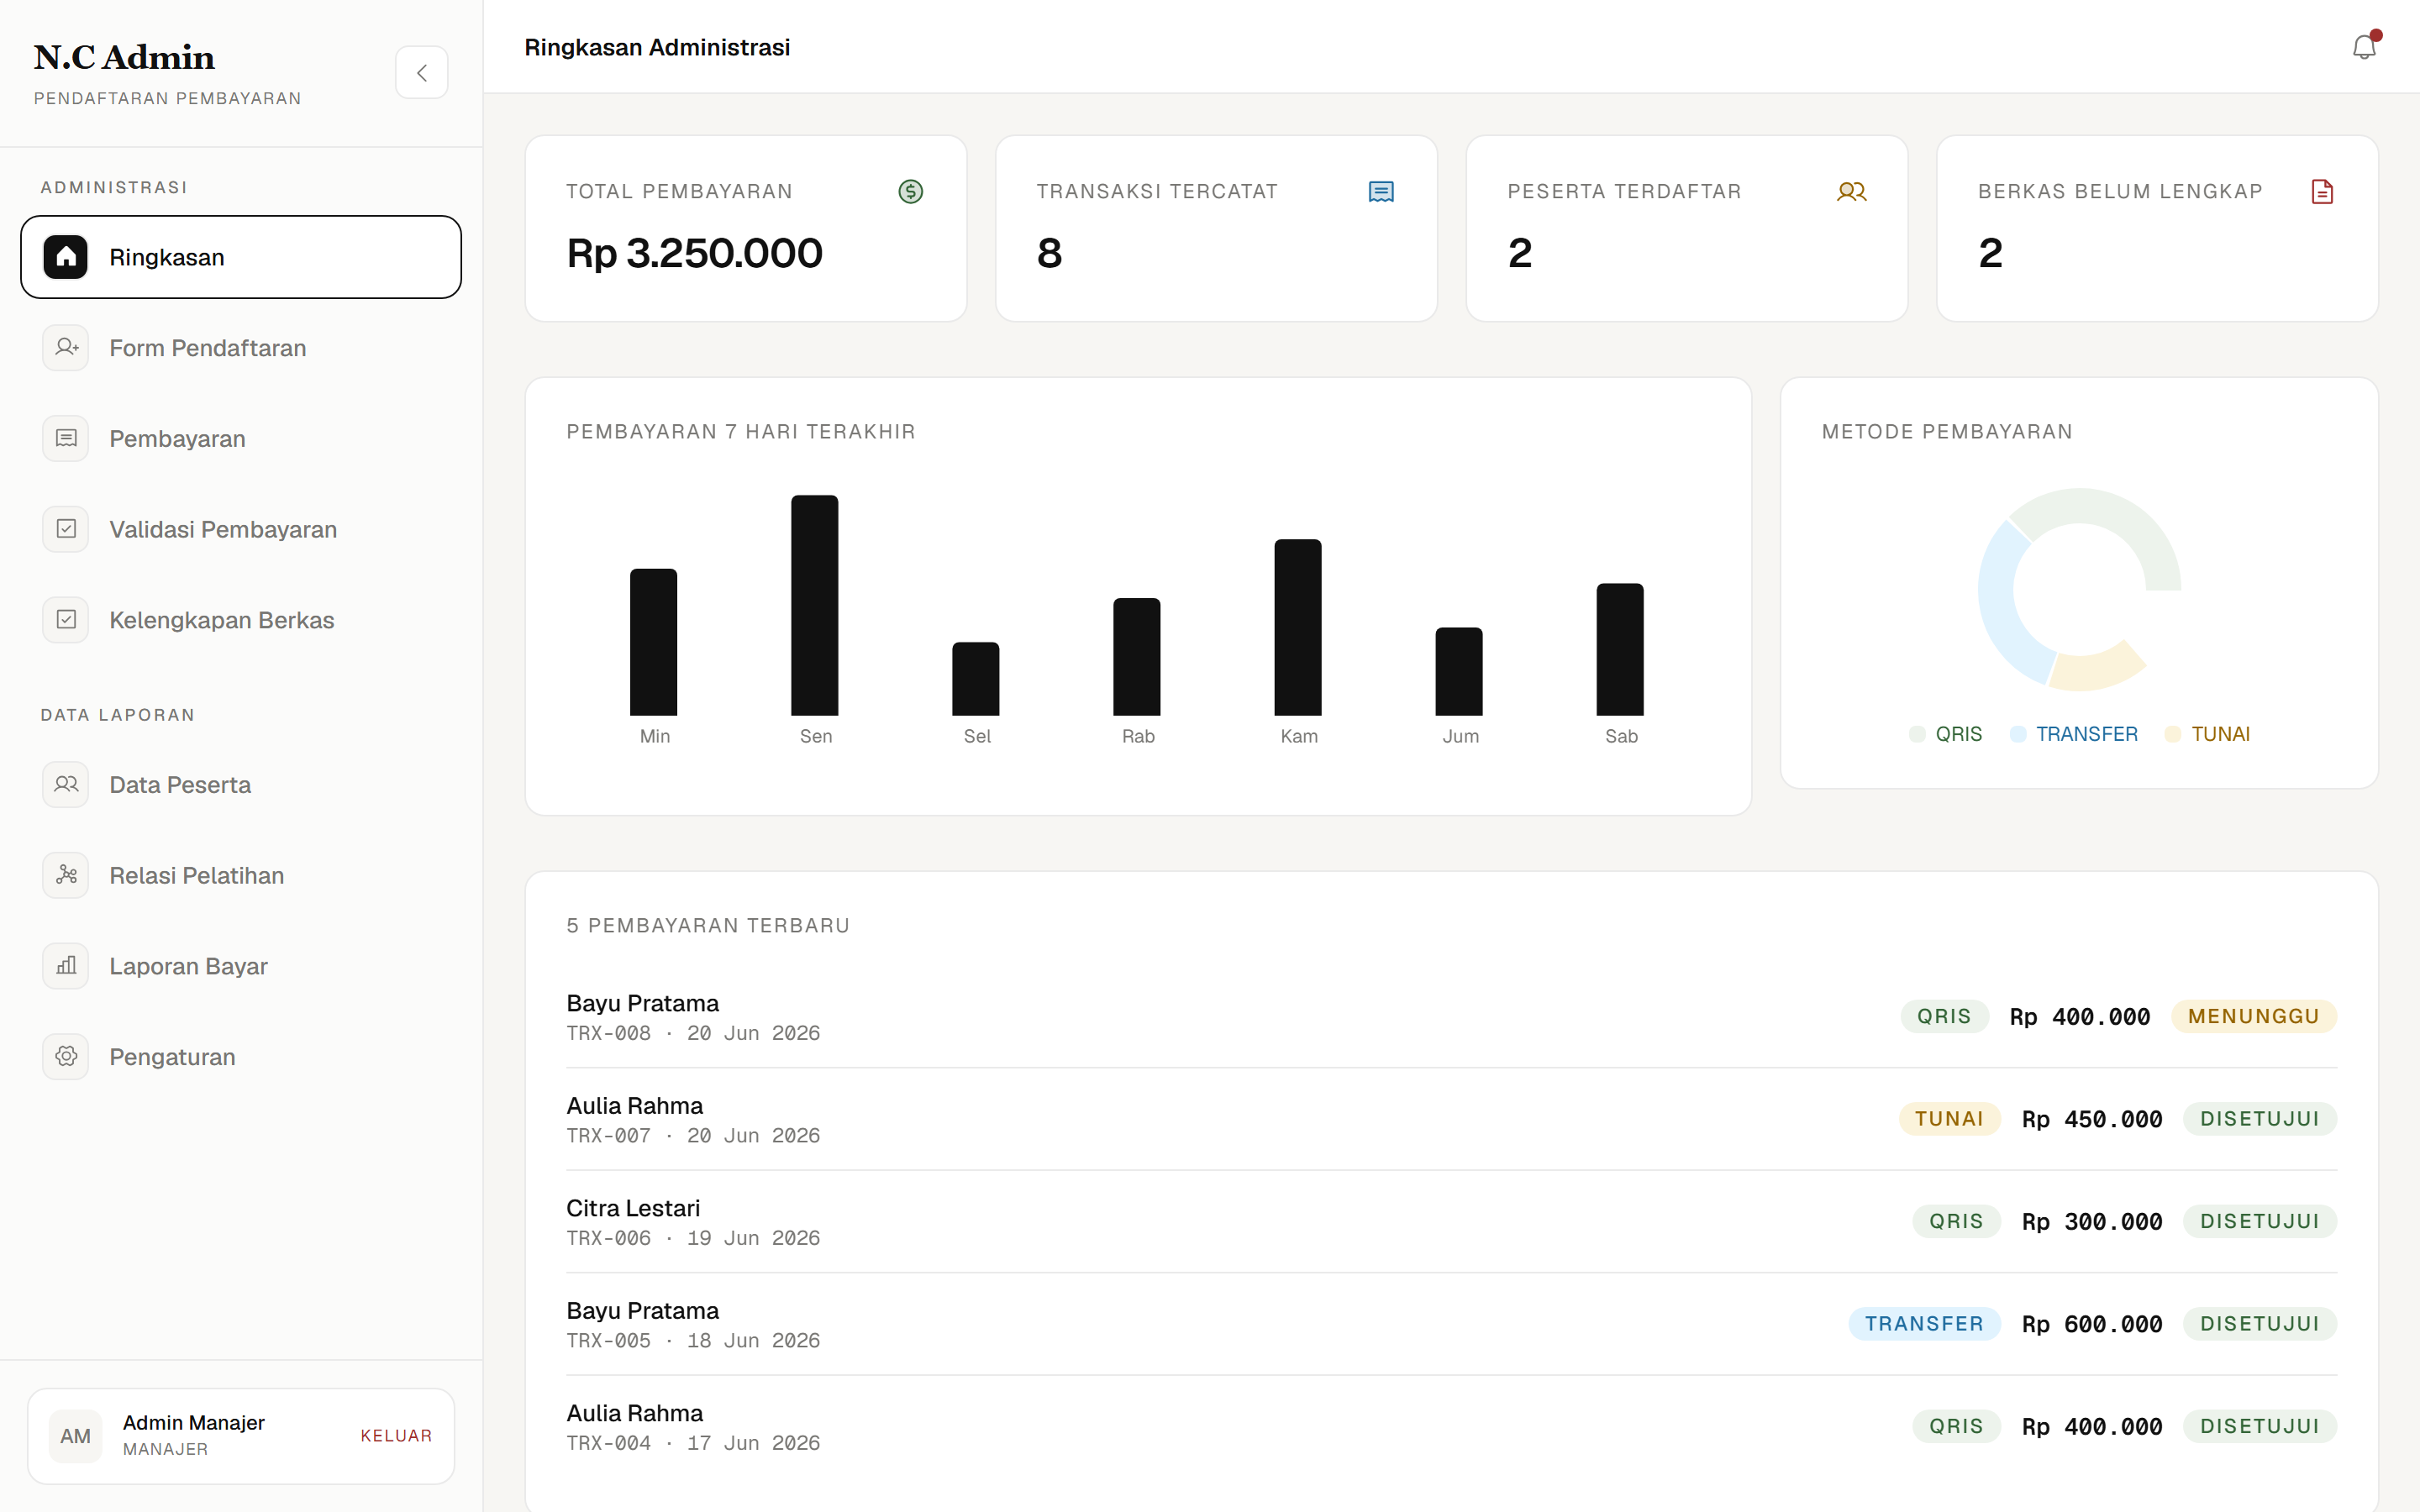 N.C Admin
PENDAFTARAN PEMBAYARAN
ADMINISTRASI
Ringkasan
Form Pendaftaran
Pembayaran
Validasi Pembayaran
Kelengkapan Berkas
DATA LAPORAN
Data Peserta
Relasi Pelatihan
Laporan Bayar
Pengaturan
AM
Admin Manajer
MANAJER
KELUAR
Ringkasan Administrasi
TOTAL PEMBAYARAN
Rp 3.250.000
TRANSAKSI TERCATAT
8
PESERTA TERDAFTAR
2
BERKAS BELUM LENGKAP
2
PEMBAYARAN 7 HARI TERAKHIR
Min Sen Sel Rab Kam Jum Sab
METODE PEMBAYARAN
QRIS TRANSFER TUNAI
5 PEMBAYARAN TERBARU
Bayu Pratama
TRX-008 · 20 Jun 2026
QRIS Rp 400.000 MENUNGGU
Aulia Rahma
TRX-007 · 20 Jun 2026
TUNAI Rp 450.000 DISETUJUI
Citra Lestari
TRX-006 · 19 Jun 2026
QRIS Rp 300.000 DISETUJUI
Bayu Pratama
TRX-005 · 18 Jun 2026
TRANSFER Rp 600.000 DISETUJUI
Aulia Rahma
TRX-004 · 17 Jun 2026
QRIS Rp 400.000 DISETUJUI